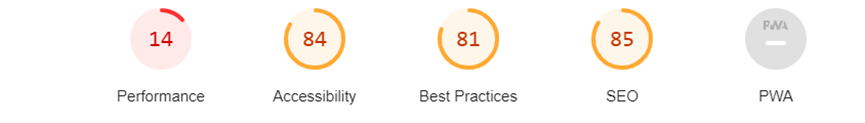 14 84 81 85 PWA
Performance Accessibility Best Practices SEO PWA